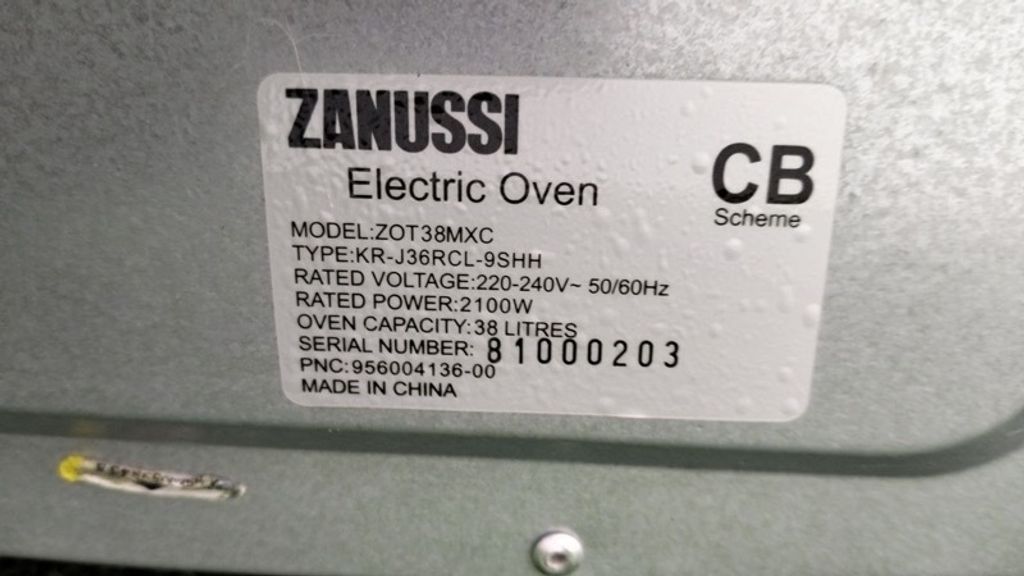 ZANUSSI
Electric Oven
CB
Scheme
MODEL:ZOT38MXC
TYPE:KR-J36RCL-9SHH
RATED VOLTAGE:220-240V~ 50/60Hz
RATED POWER:2100W
OVEN CAPACITY:38 LITRES
SERIAL NUMBER: 81000203
PNC:956004136-00
MADE IN CHINA